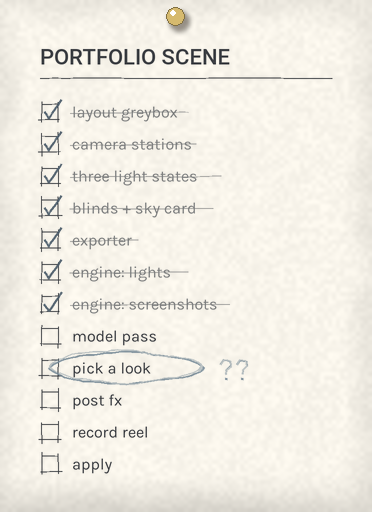 PORTFOLIO SCENE
layout greybox
camera stations
three light states
blinds + sky card
exporter
engine: lights
engine: screenshots
model pass
pick a look ??
post fx
record reel
apply